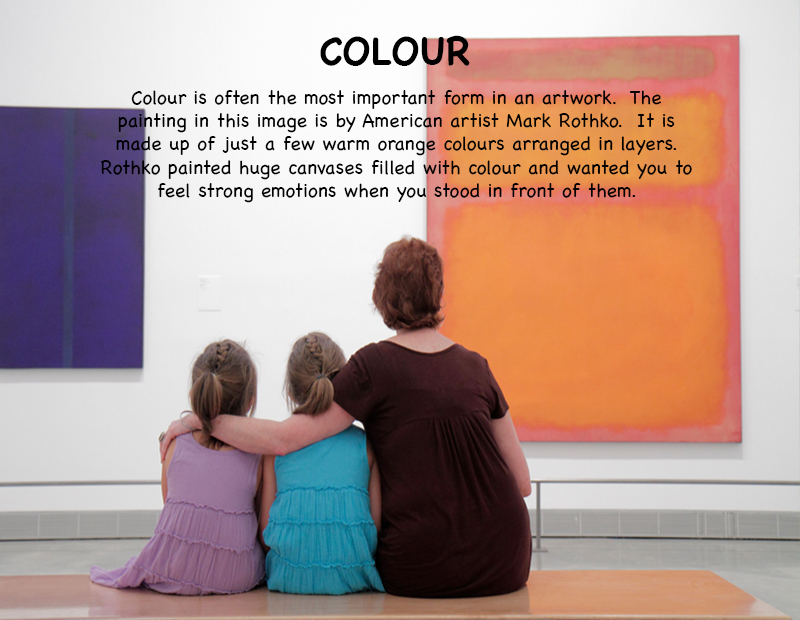 COLOUR
Colour is often the most important form in an artwork.  The
painting in this image is by American artist Mark Rothko.  It is
made up of just a few warm orange colours arranged in layers.
Rothko painted huge canvases filled with colour and wanted you to
feel strong emotions when you stood in front of them.